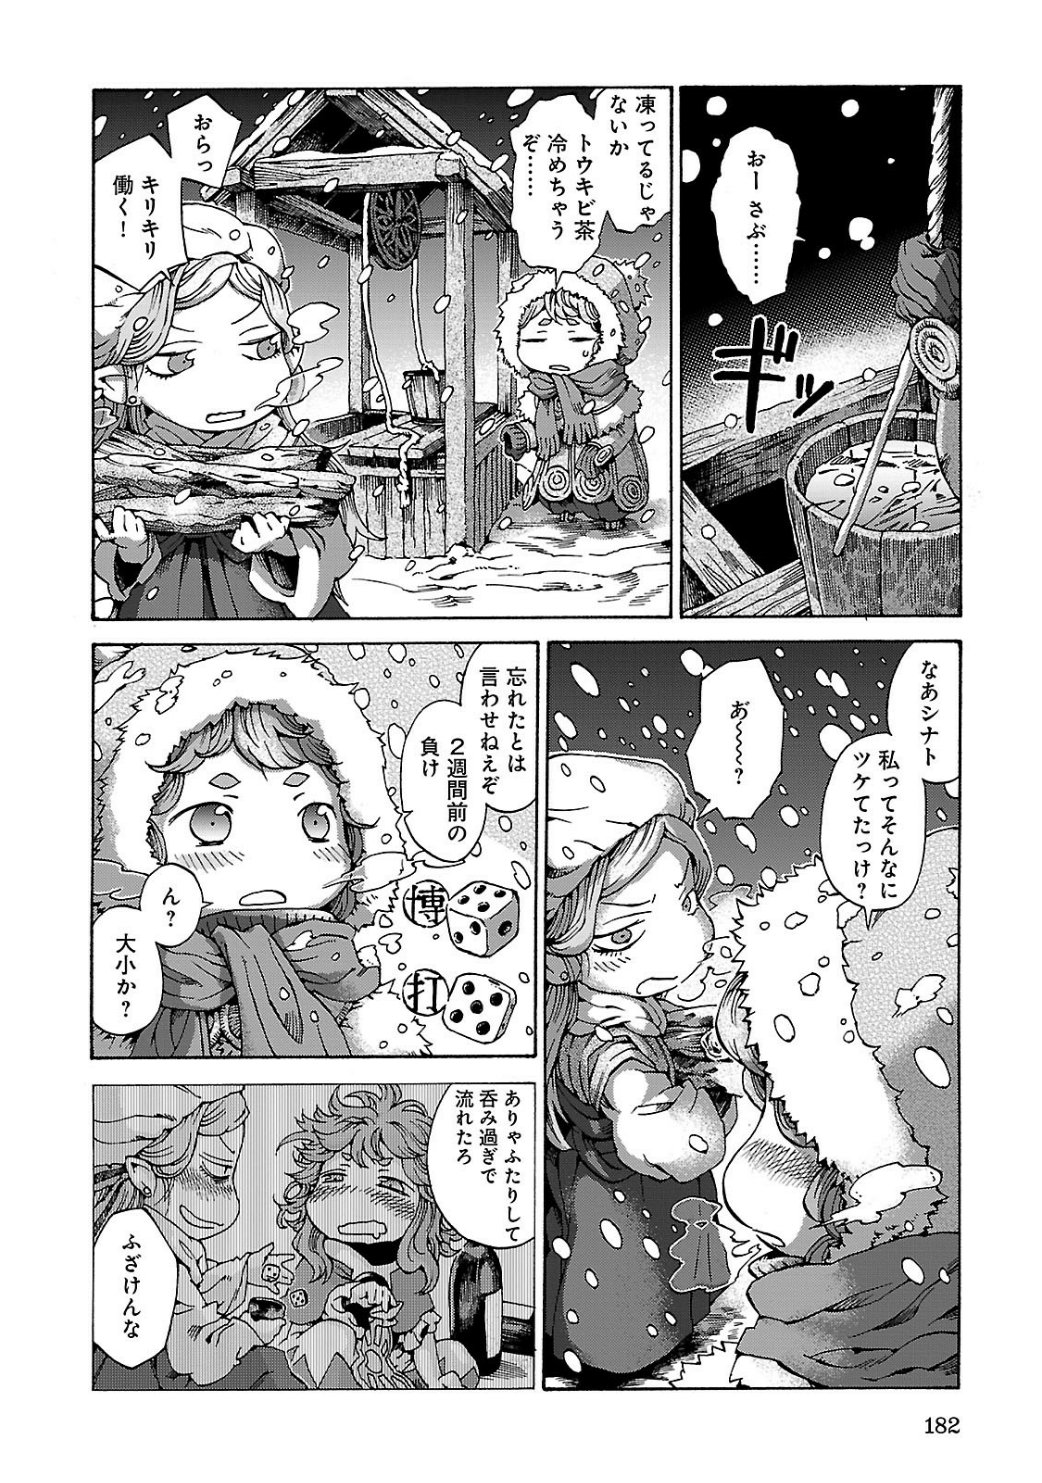 おーさぶ……
ギッ
凍ってるじゃ
ないか
トウキビ茶
冷めちゃう
ぞ……
おらっ
キリキリ
働く!
なあシナト
私ってそんなに
ツケてたっけ?
あ゛〜〜〜?
忘れたとは
言わせねえぞ
2週間前の
負け
博
打
ん?
大小か?
ありゃふたりして
呑み過ぎで
流れたろ
ふざけんな
182